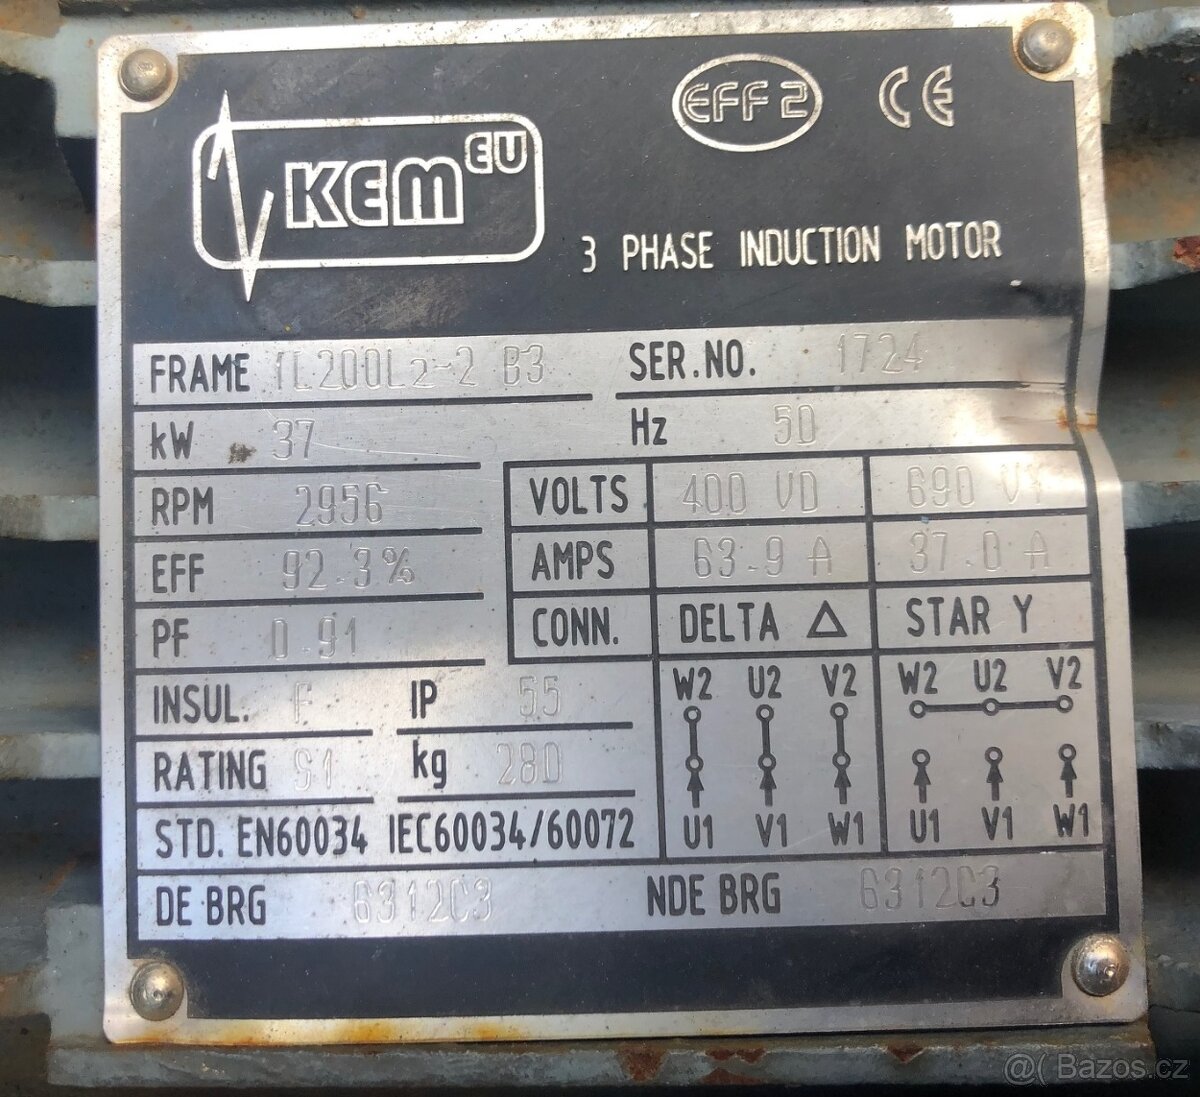 KEM EU
EFF 2 CE
3 PHASE INDUCTION MOTOR
FRAME 1L200L2-2 B3 SER.NO. 1724
kW 37 Hz 50
RPM 2956 VOLTS 400 VD 690 VY
EFF 92.3% AMPS 63.9 A 37.0 A
PF 0.91 CONN. DELTA △ STAR Y
INSUL. F IP 55 W2 U2 V2 W2 U2 V2
RATING S1 kg 280
STD. EN60034 IEC60034/60072 U1 V1 W1 U1 V1 W1
DE BRG 6312C3 NDE BRG 6312C3
@( Bazos.cz